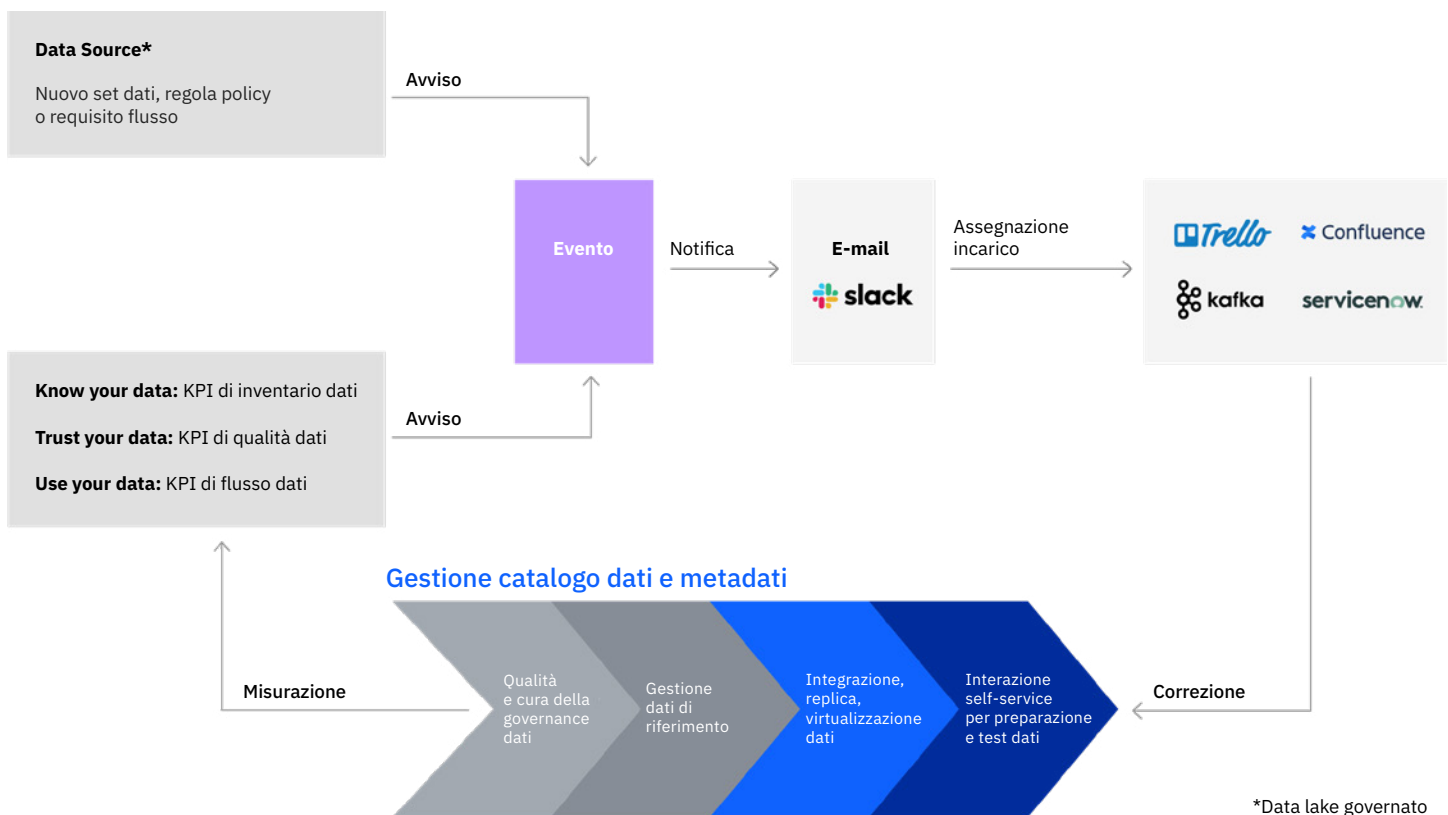 Data Source*
Nuovo set dati, regola policy
o requisito flusso
Avviso
Evento
Notifica
E-mail
slack
Assegnazione
incarico
Trello
Confluence
kafka
servicenow.
Know your data: KPI di inventario dati
Trust your data: KPI di qualità dati
Use your data: KPI di flusso dati
Avviso
Gestione catalogo dati e metadati
Misurazione
Qualità
e cura della
governance
dati
Gestione
dati di
riferimento
Integrazione,
replica,
virtualizzazione
dati
Interazione
self-service
per preparazione
e test dati
Correzione
*Data lake governato